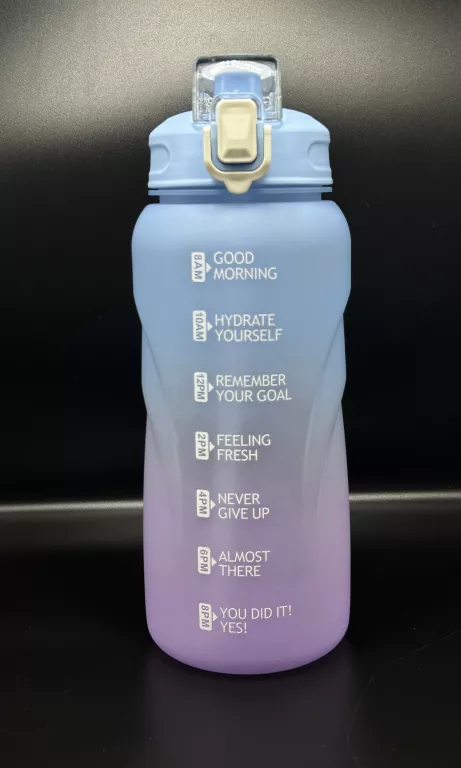 8AM GOOD
MORNING
10AM HYDRATE
YOURSELF
12PM REMEMBER
YOUR GOAL
2PM FEELING
FRESH
4PM NEVER
GIVE UP
6PM ALMOST
THERE
8PM YOU DID IT!
YES!